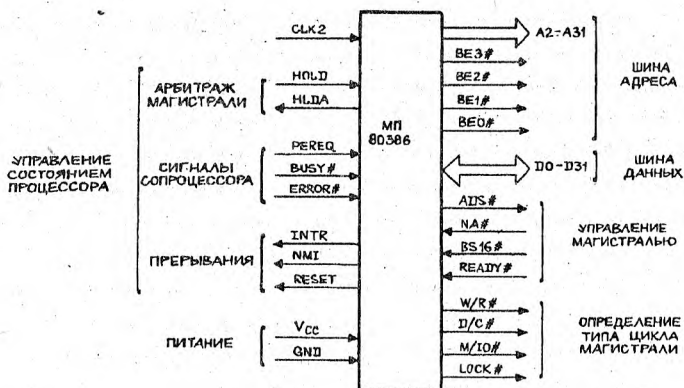 CLK2
HOLD
HLDA
PEREQ
BUSY#
ERROR#
INTR
NMI
RESET
VCC
GND
АРБИТРАЖ
МАГИСТРАЛИ
СИГНАЛЫ
СОПРОЦЕССОРА
ПРЕРЫВАНИЯ
ПИТАНИЕ
УПРАВЛЕНИЕ
СОСТОЯНИЕМ
ПРОЦЕССОРА
МП
80386
A2-A31
BE3#
BE2#
BE1#
BE0#
D0-D31
ADS#
NA#
BS16#
READY#
W/R#
D/C#
M/IO#
LOCK#
ШИНА
АДРЕСА
ШИНА
ДАННЫХ
УПРАВЛЕНИЕ
МАГИСТРАЛЬЮ
ОПРЕДЕЛЕНИЕ
ТИПА ЦИКЛА
МАГИСТРАЛИ